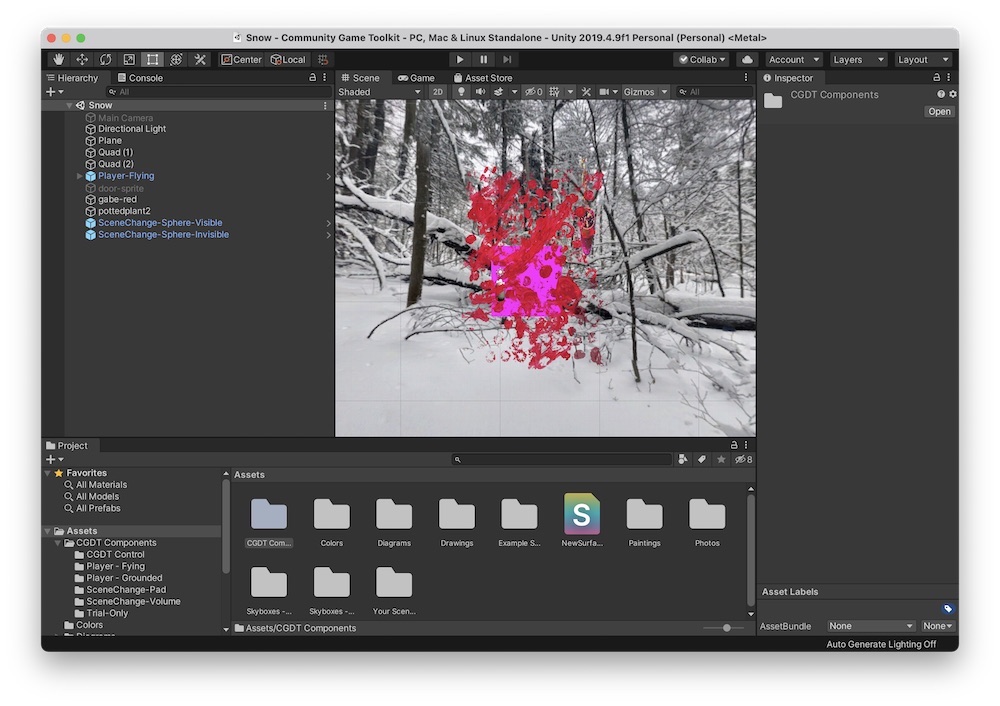 Snow - Community Game Toolkit - PC, Mac & Linux Standalone - Unity 2019.4.9f1 Personal (Personal) <Metal>
Center Local Collab Account Layers Layout
Hierarchy Console Scene Game Asset Store Inspector
All Shaded 2D 0 Gizmos All CGDT Components
Open
Snow
Main Camera
Directional Light
Plane
Quad (1)
Quad (2)
Player-Flying
door-sprite
gabe-red
pottedplant2
SceneChange-Sphere-Visible
SceneChange-Sphere-Invisible
Project
8
Favorites Assets
All Materials
All Models
All Prefabs
Assets
CGDT Components
CGDT Control
Player - Fying
Player - Grounded
SceneChange-Pad
SceneChange-Volume
Trial-Only
Colors
S
CGDT Com... Colors Diagrams Drawings Example S... NewSurfa... Paintings Photos
Skyboxes -... Skyboxes -... Your Scen...
Assets/CGDT Components
Asset Labels
AssetBundle None None
Auto Generate Lighting Off